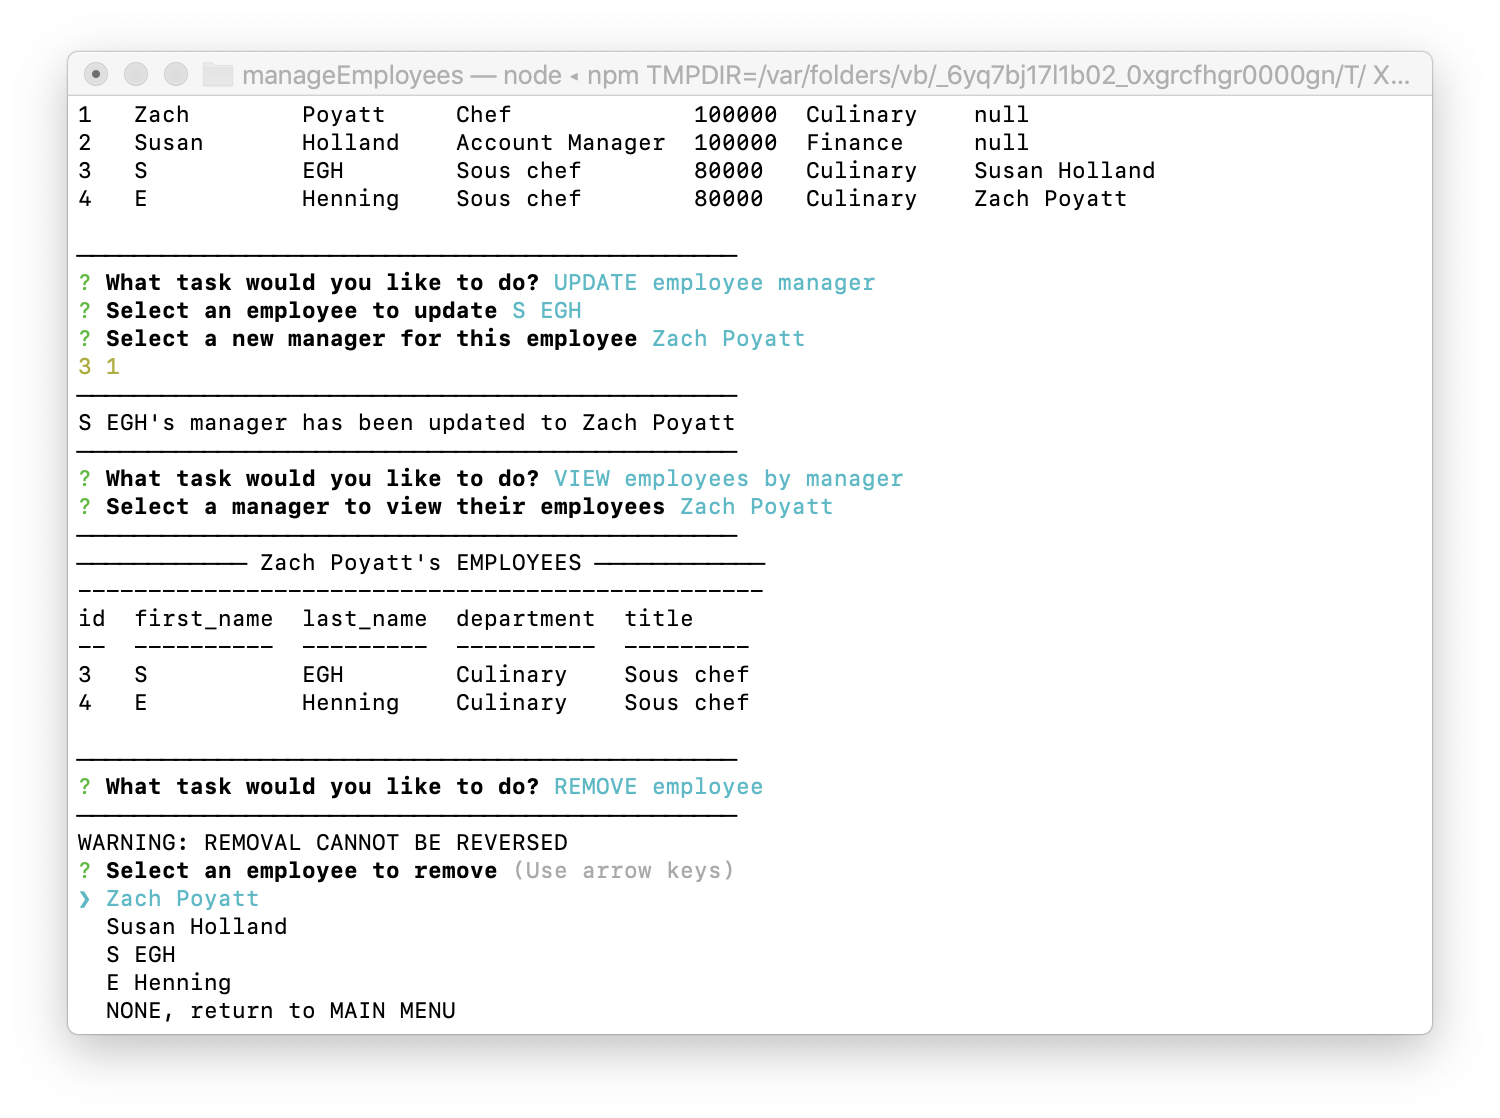 manageEmployees — node ◂ npm TMPDIR=/var/folders/vb/_6yq7bj17l1b02_0xgrcfhgr0000gn/T/ X...
1 Zach Poyatt Chef 100000 Culinary null
2 Susan Holland Account Manager 100000 Finance null
3 S EGH Sous chef 80000 Culinary Susan Holland
4 E Henning Sous chef 80000 Culinary Zach Poyatt
? What task would you like to do? UPDATE employee manager
? Select an employee to update S EGH
? Select a new manager for this employee Zach Poyatt
3 1
S EGH's manager has been updated to Zach Poyatt
? What task would you like to do? VIEW employees by manager
? Select a manager to view their employees Zach Poyatt
Zach Poyatt's EMPLOYEES
id first_name last_name department title
-- ---------- --------- ---------- ---------
3 S EGH Culinary Sous chef
4 E Henning Culinary Sous chef
? What task would you like to do? REMOVE employee
WARNING: REMOVAL CANNOT BE REVERSED
? Select an employee to remove (Use arrow keys)
❯ Zach Poyatt
Susan Holland
S EGH
E Henning
NONE, return to MAIN MENU